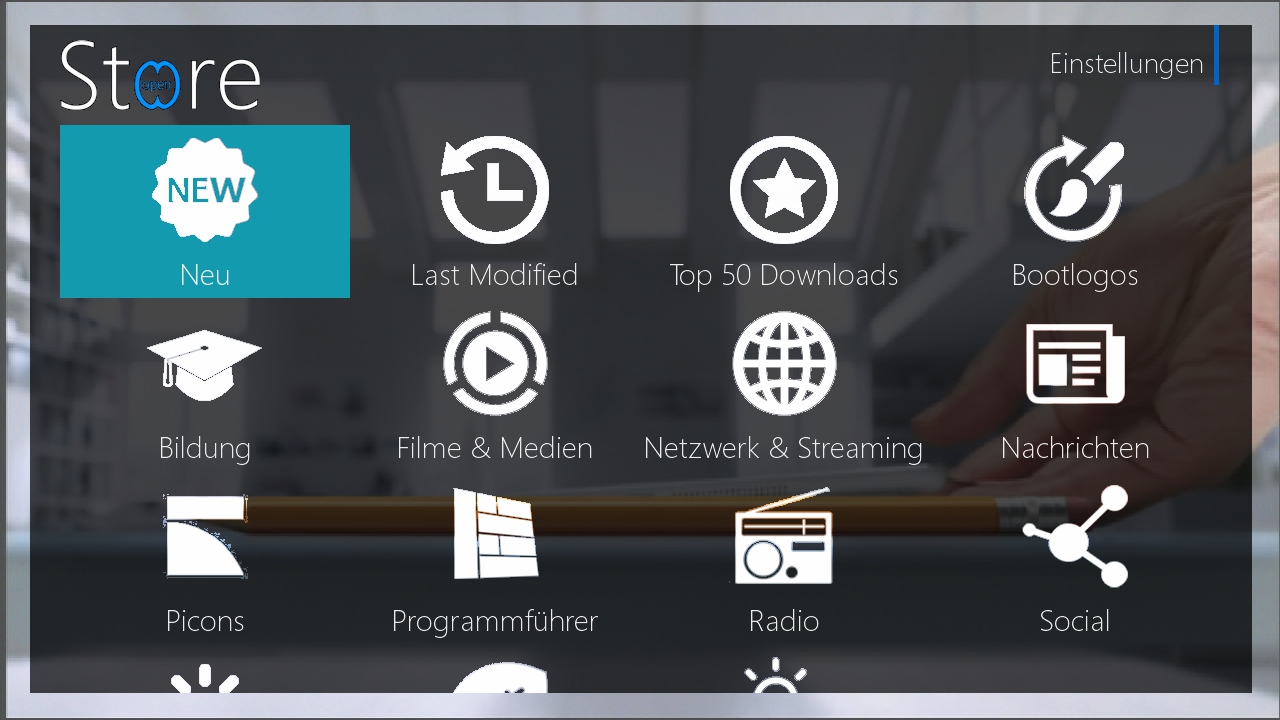 Store
open
Einstellungen
NEW
Neu
Last Modified
Top 50 Downloads
Bootlogos
Bildung
Filme & Medien
Netzwerk & Streaming
Nachrichten
Picons
Programmführer
Radio
Social